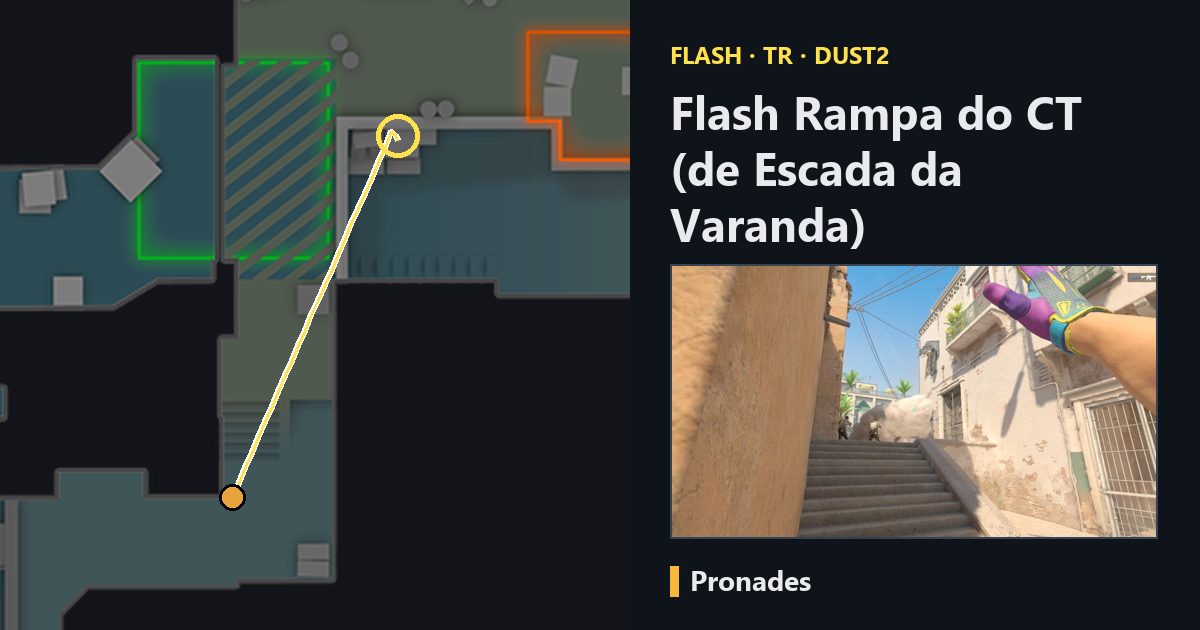 FLASH · TR · DUST2
Flash Rampa do CT
(de Escada da
Varanda)
Pronades